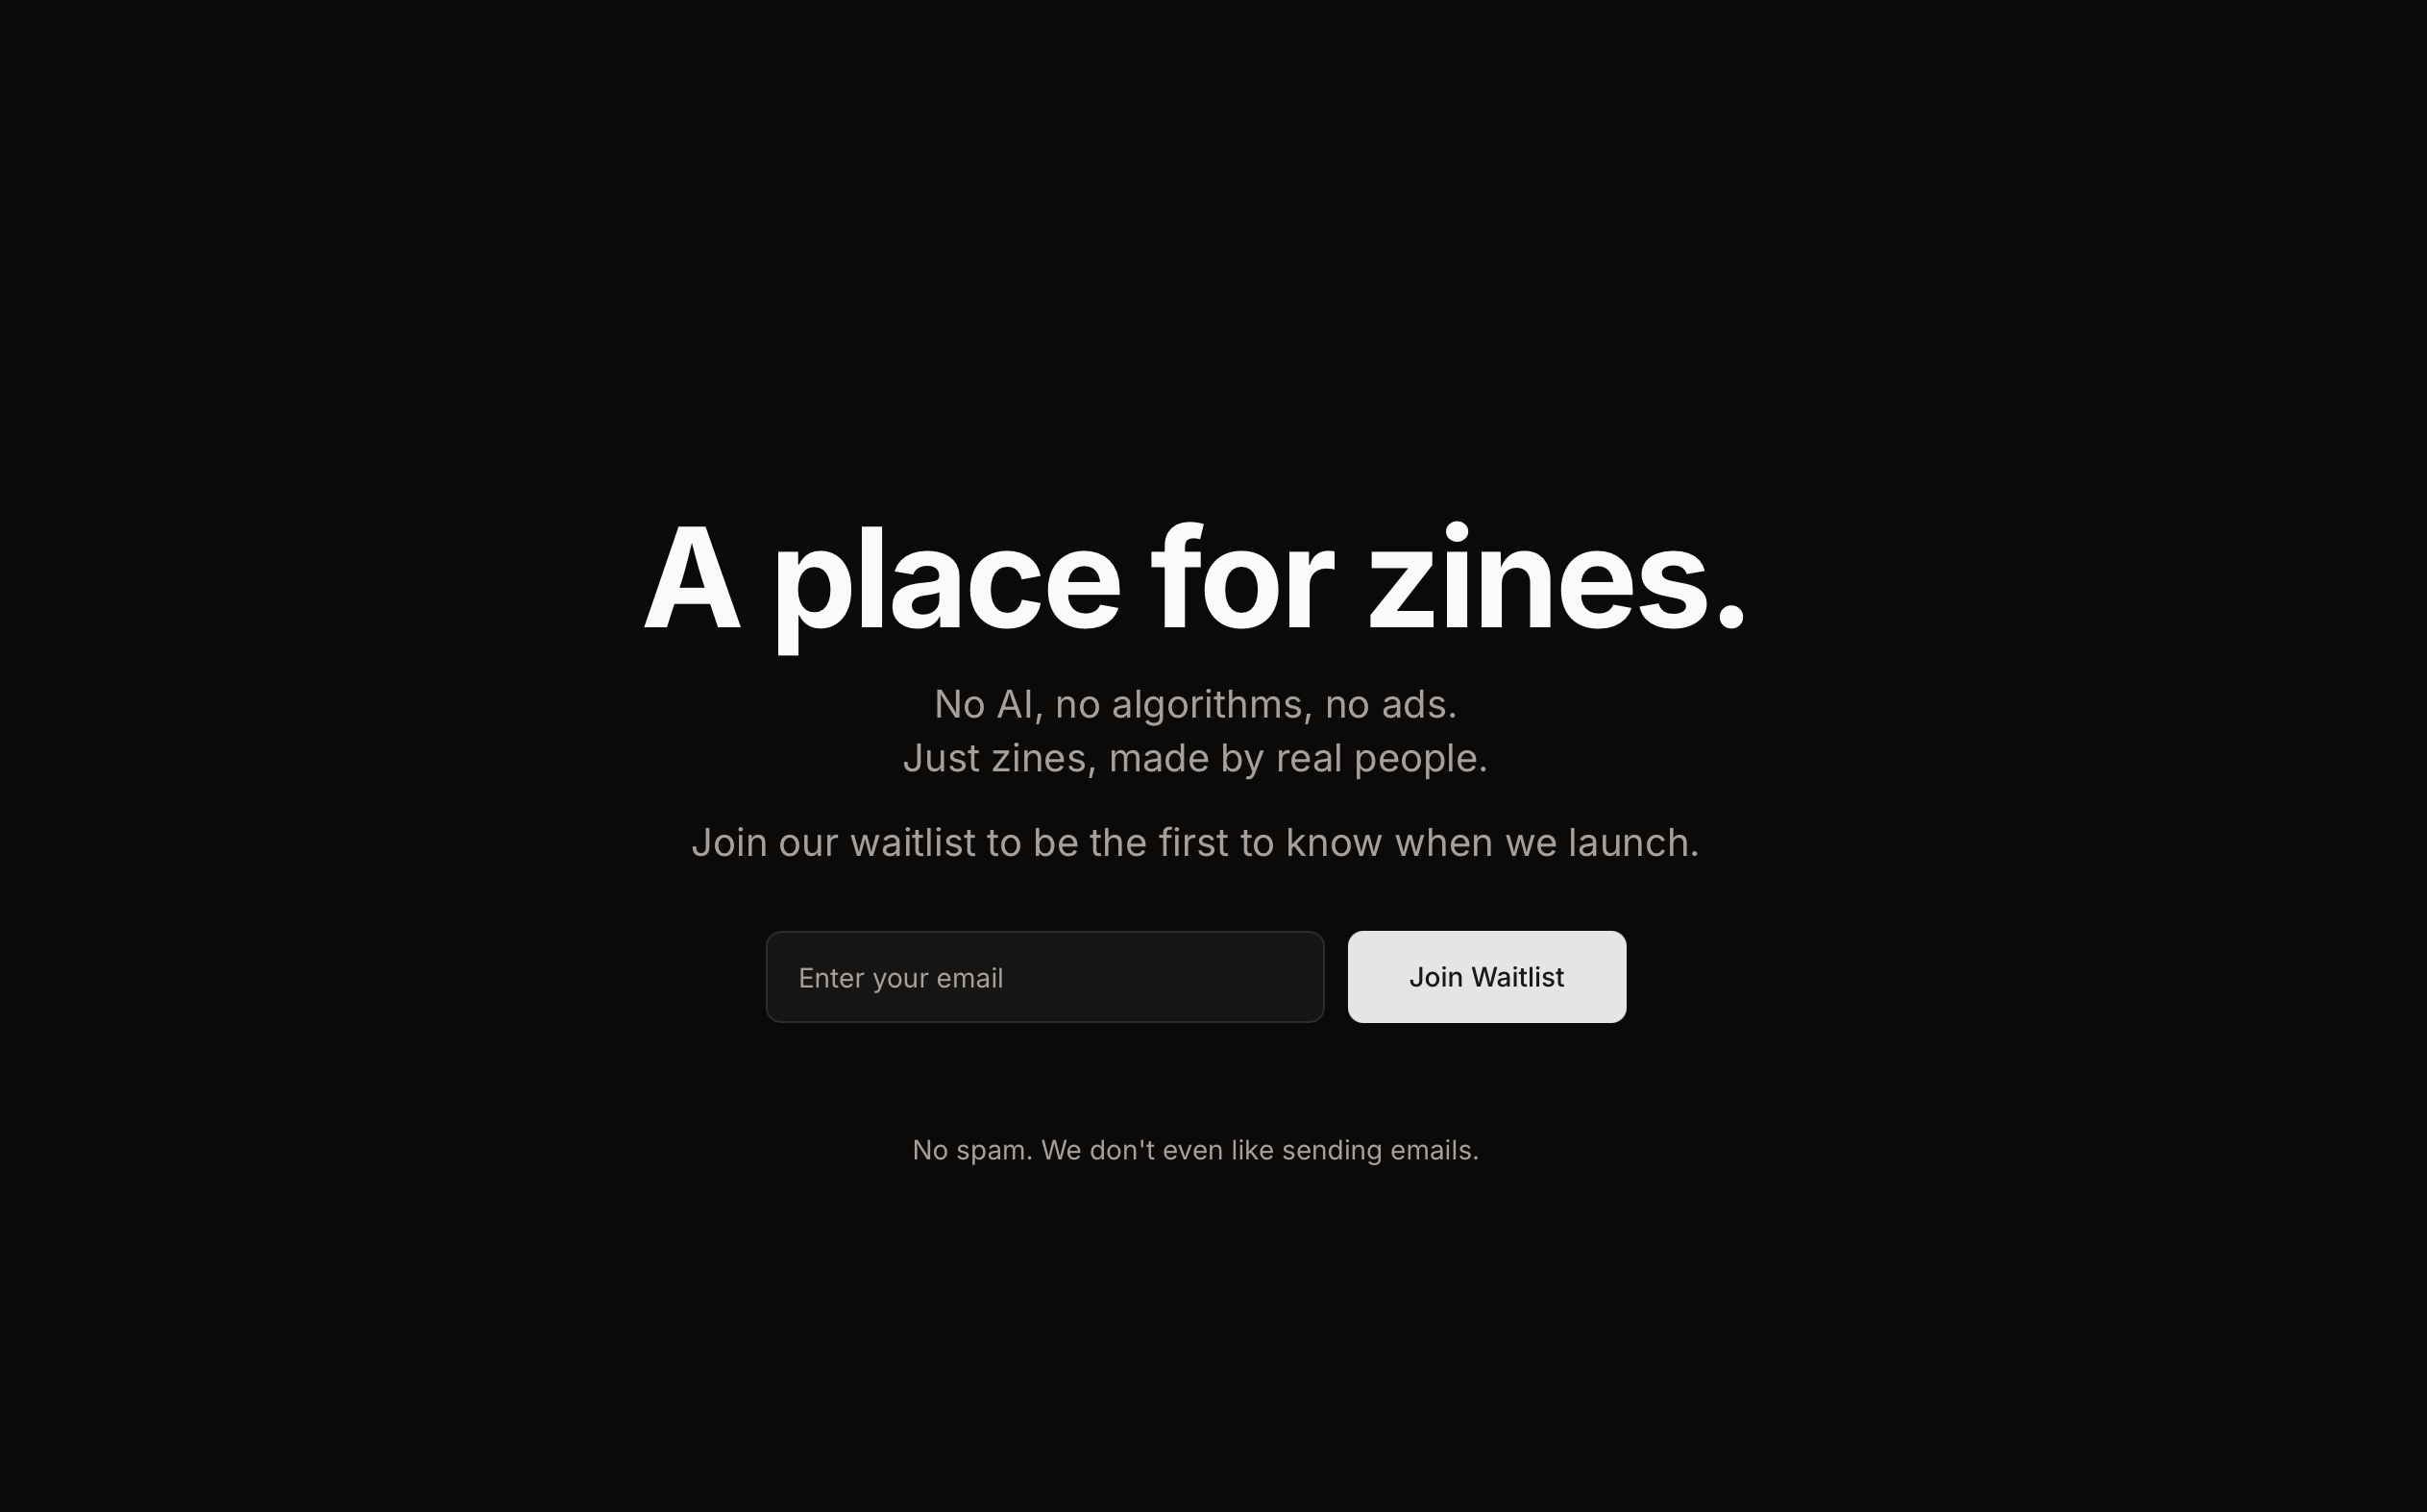 A place for zines.
No AI, no algorithms, no ads.
Just zines, made by real people.
Join our waitlist to be the first to know when we launch.
Enter your email
Join Waitlist
No spam. We don't even like sending emails.